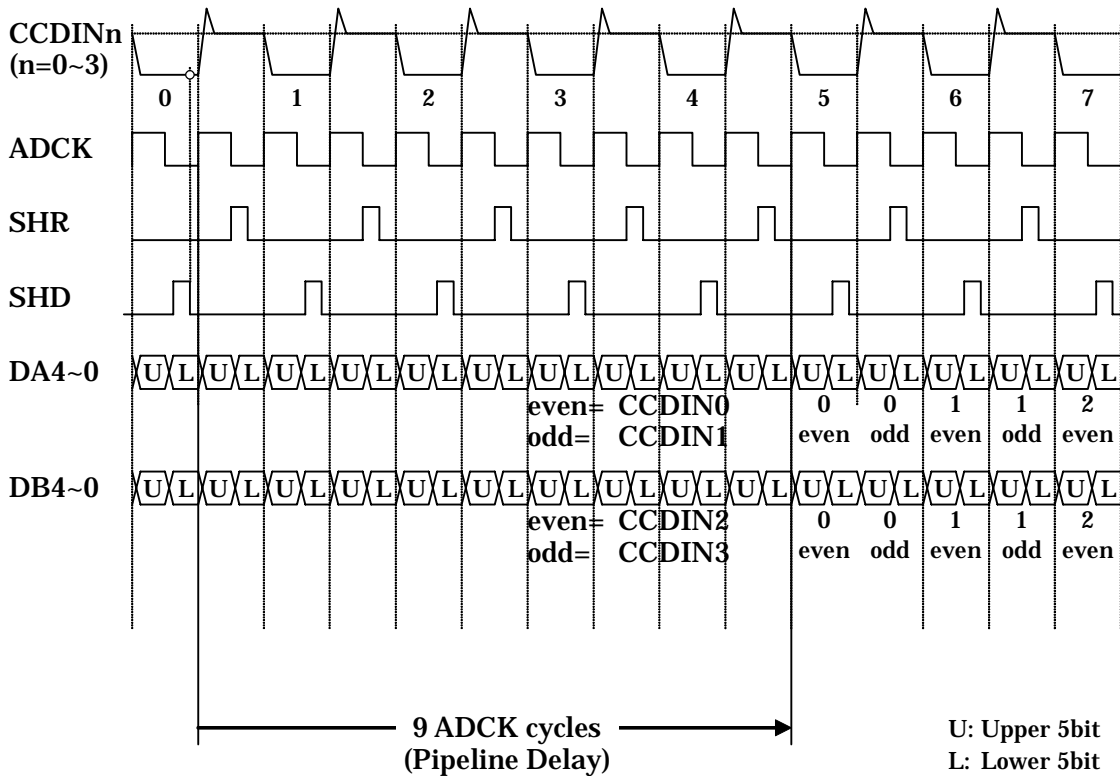 CCDINn
(n=0~3)
0 1 2 3 4 5 6 7
ADCK
SHR
SHD
DA4~0 U L U L U L U L U L U L U L U L U L U L U L U L U L U L U L
even= CCDIN0 0 0 1 1 2
odd= CCDIN1 even odd even odd even
DB4~0 U L U L U L U L U L U L U L U L U L U L U L U L U L U L U L
even= CCDIN2 0 0 1 1 2
odd= CCDIN3 even odd even odd even
9 ADCK cycles
(Pipeline Delay)
U: Upper 5bit
L: Lower 5bit